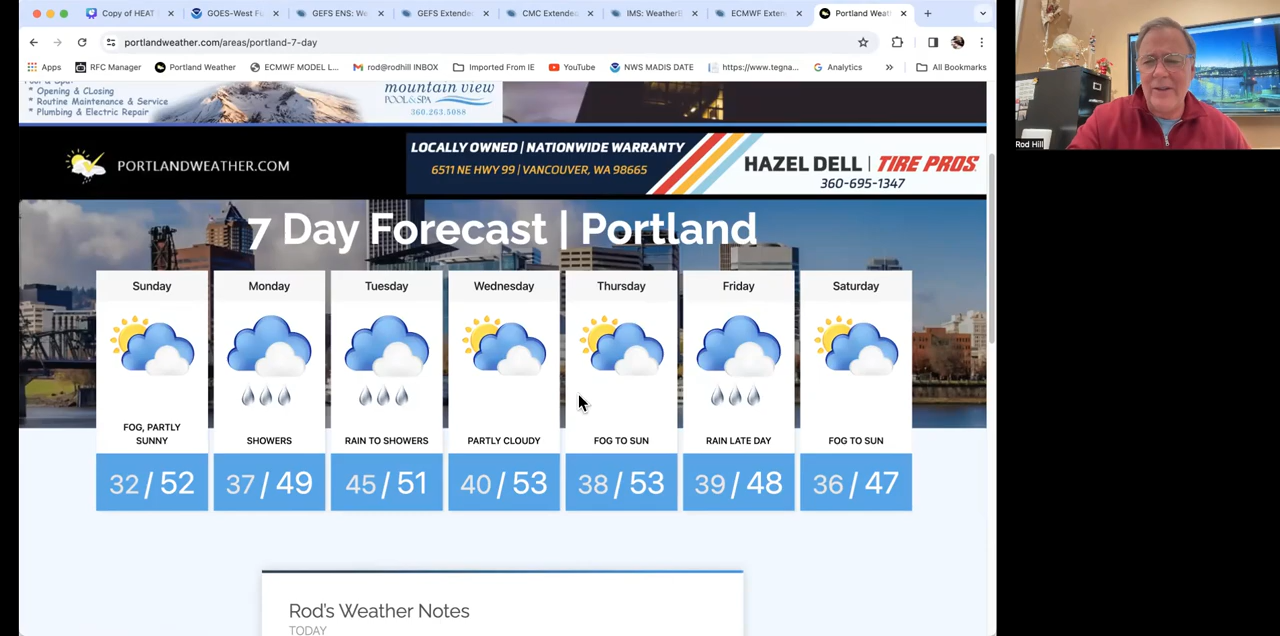 Copy of HEAT
GOES-West Fu
GEFS ENS: We
GEFS Extende
CMC Extended
IMS: WeatherB
ECMWF Exten
Portland Weat
portlandweather.com/areas/portland-7-day
Apps
RFC Manager
Portland Weather
ECMWF MODEL L...
rod@rodhill INBOX
Imported From IE
YouTube
NWS MADIS DATE
https://www.tegna...
Analytics
»
All Bookmarks
* Opening & CLosing
* Routine Maintenance & Service
* Plumbing & Electric Repair
mountain view
POOL & SPA
360.263.5088
PORTLANDWEATHER.COM
LOCALLY OWNED | NATIONWIDE WARRANTY
6511 NE HWY 99 | VANCOUVER, WA 98665
HAZEL DELL | TIRE PROS
360-695-1347
7 Day Forecast | Portland
Sunday
Monday
Tuesday
Wednesday
Thursday
Friday
Saturday
FOG, PARTLY
SUNNY
SHOWERS
RAIN TO SHOWERS
PARTLY CLOUDY
FOG TO SUN
RAIN LATE DAY
FOG TO SUN
32 / 52
37 / 49
45 / 51
40 / 53
38 / 53
39 / 48
36 / 47
Rod's Weather Notes
TODAY
Rod Hill